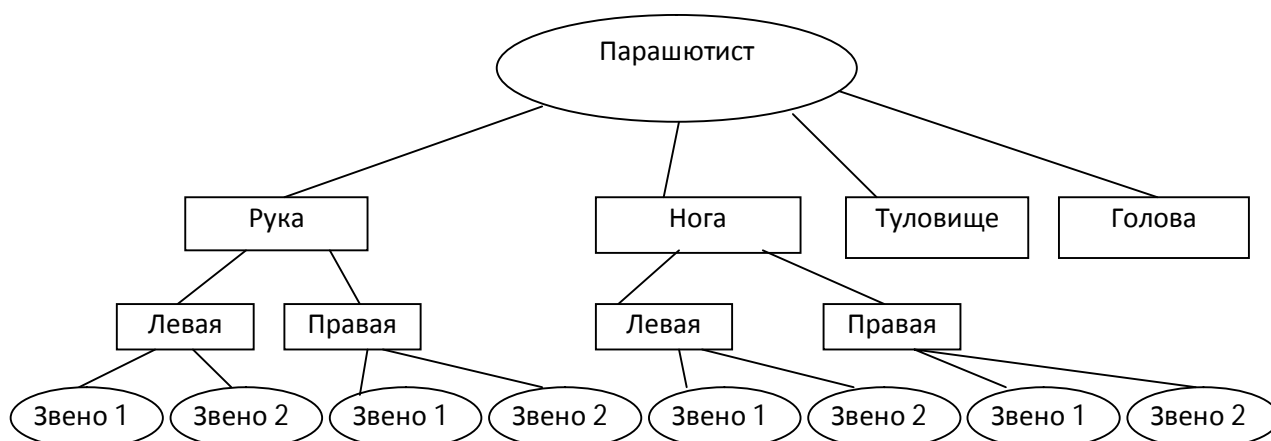 Парашютист
Рука
Нога
Туловище
Голова
Левая
Правая
Левая
Правая
Звено 1
Звено 2
Звено 1
Звено 2
Звено 1
Звено 2
Звено 1
Звено 2